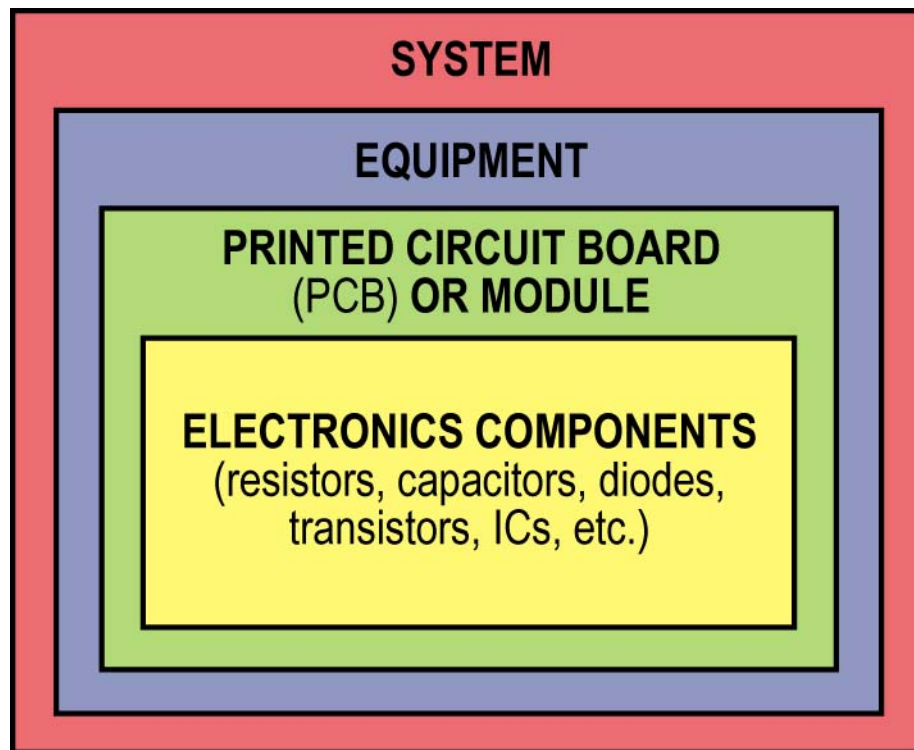 SYSTEM
EQUIPMENT
PRINTED CIRCUIT BOARD
(PCB) OR MODULE
ELECTRONICS COMPONENTS
(resistors, capacitors, diodes,
transistors, ICs, etc.)